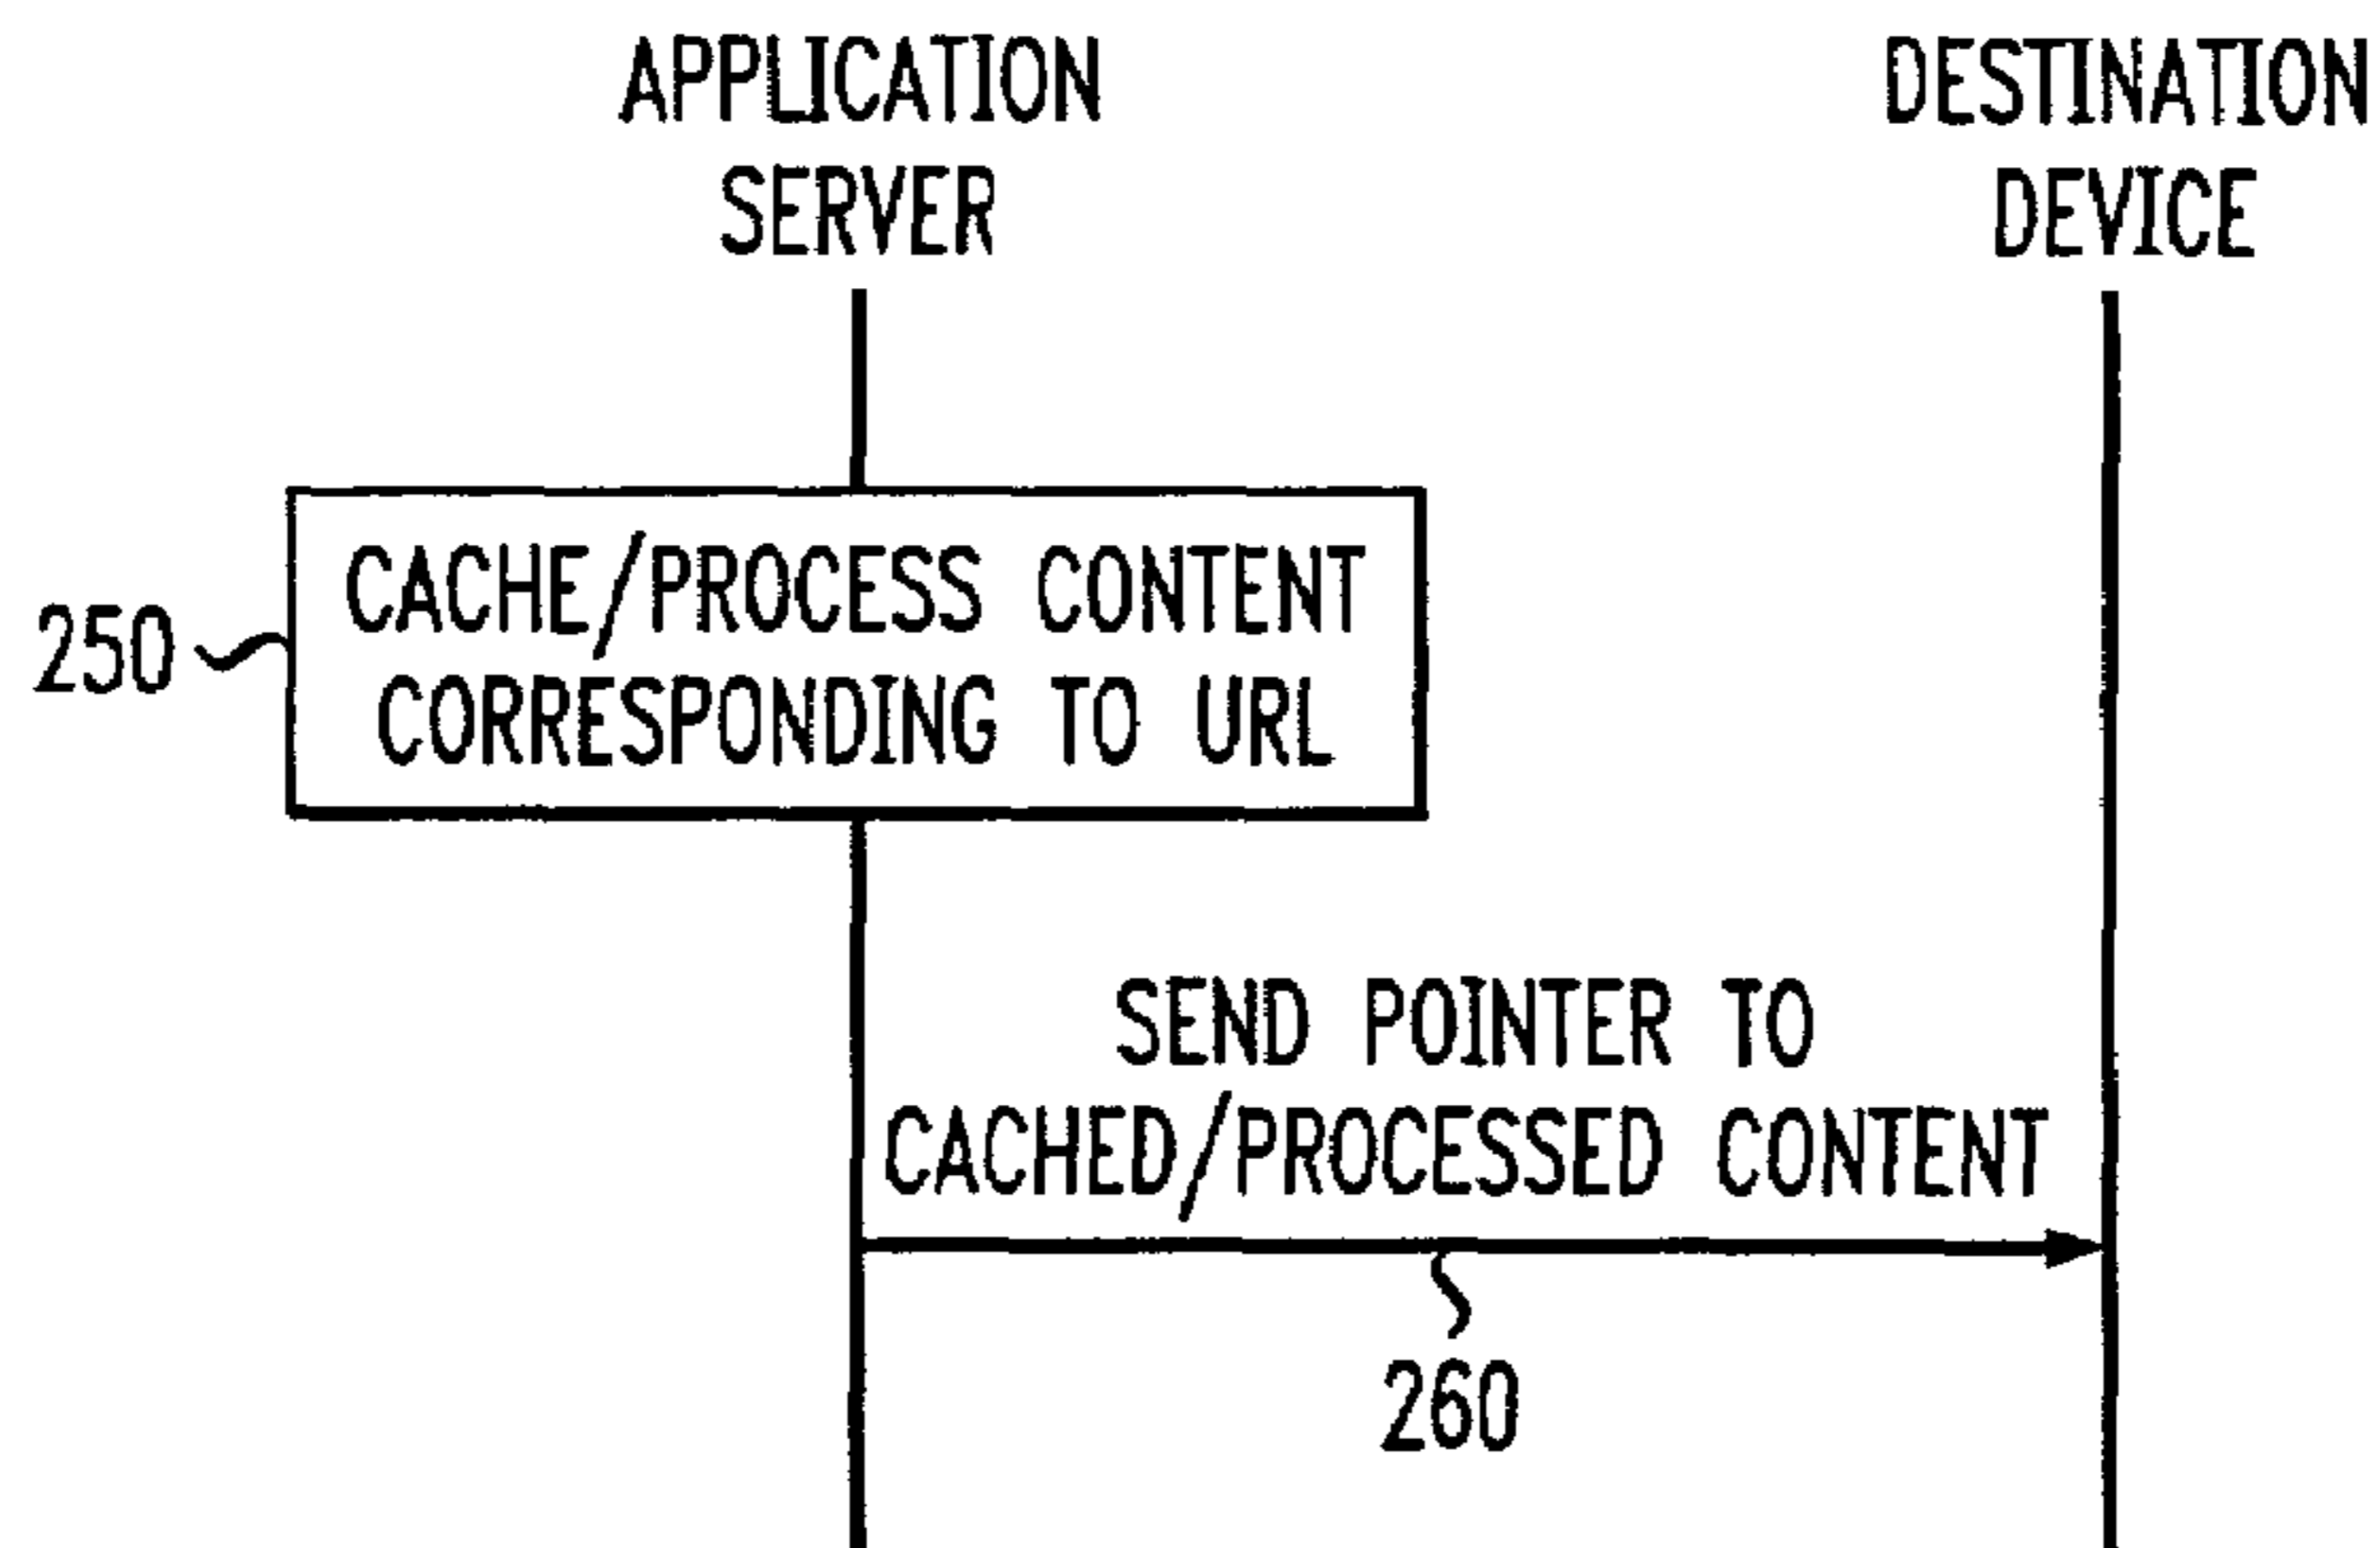 APPLICATION
SERVER
DESTINATION
DEVICE
CACHE/PROCESS CONTENT
CORRESPONDING TO URL
250
SEND POINTER TO
CACHED/PROCESSED CONTENT
260